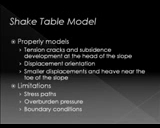 Shake Table Model
Properly models
Tension cracks and subsidence
development at the head of the slope
Displacement orientation
Smaller displacements and heave near
the toe of the slope
Limitations
Stress paths
Overburden pressure
Boundary conditions